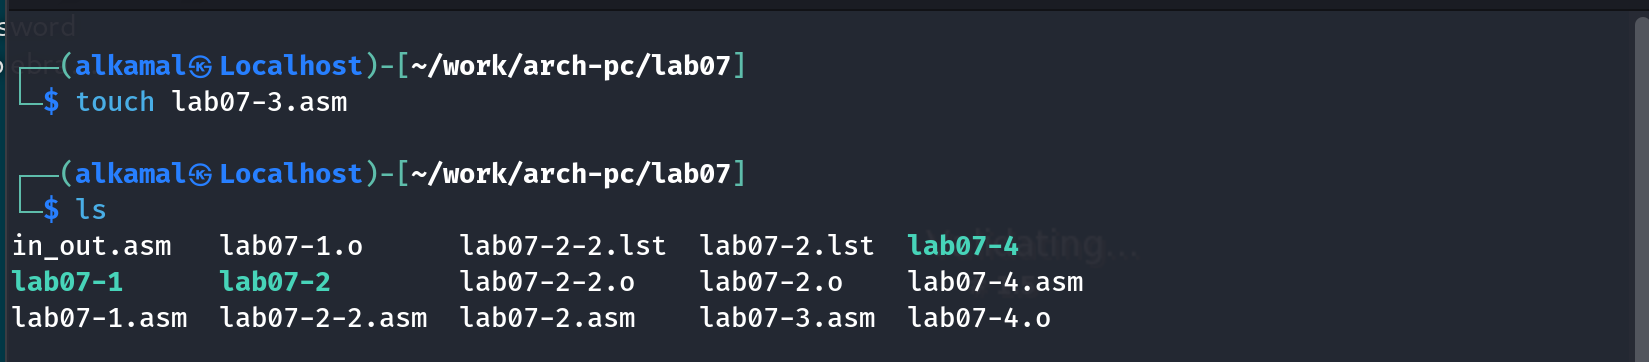 sword
┌──(alkamal㉿Localhost)-[~/work/arch-pc/lab07]
└─$ touch lab07-3.asm
┌──(alkamal㉿Localhost)-[~/work/arch-pc/lab07]
└─$ ls
in_out.asm lab07-1.o lab07-2-2.lst lab07-2.lst lab07-4
lab07-1 lab07-2 lab07-2-2.o lab07-2.o lab07-4.asm
lab07-1.asm lab07-2-2.asm lab07-2.asm lab07-3.asm lab07-4.o